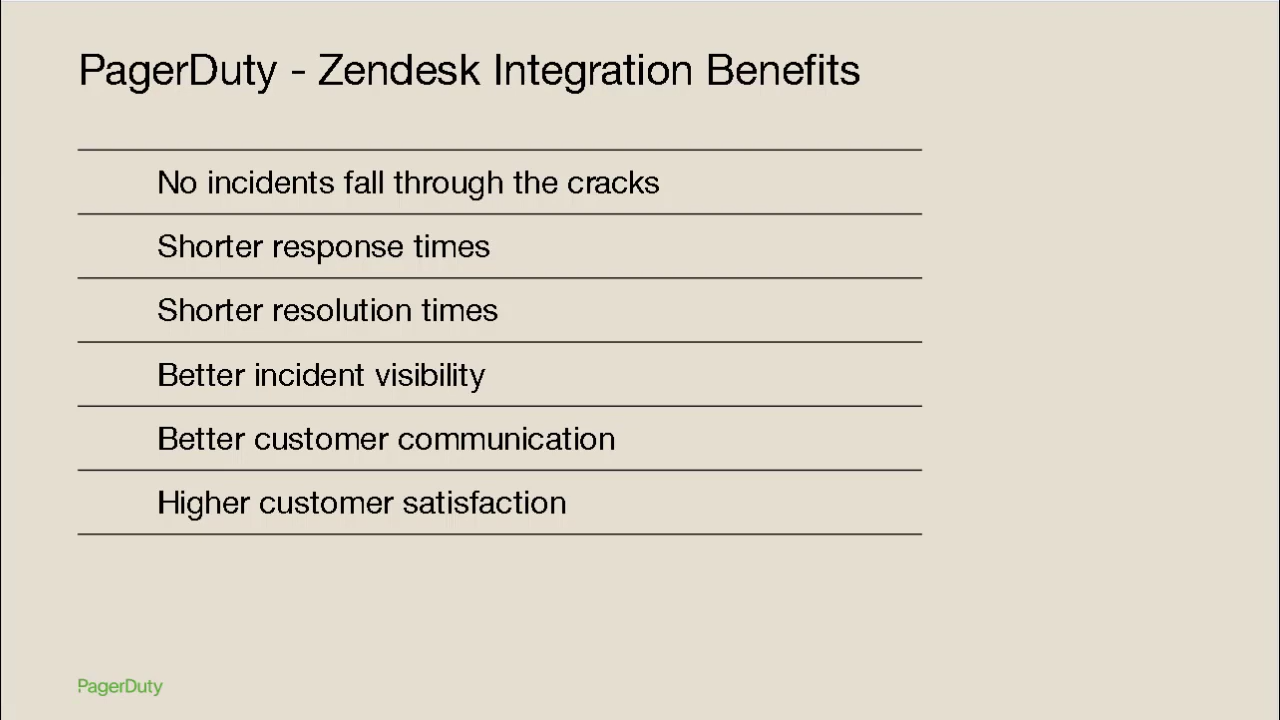 PagerDuty - Zendesk Integration Benefits
No incidents fall through the cracks
Shorter response times
Shorter resolution times
Better incident visibility
Better customer communication
Higher customer satisfaction
PagerDuty